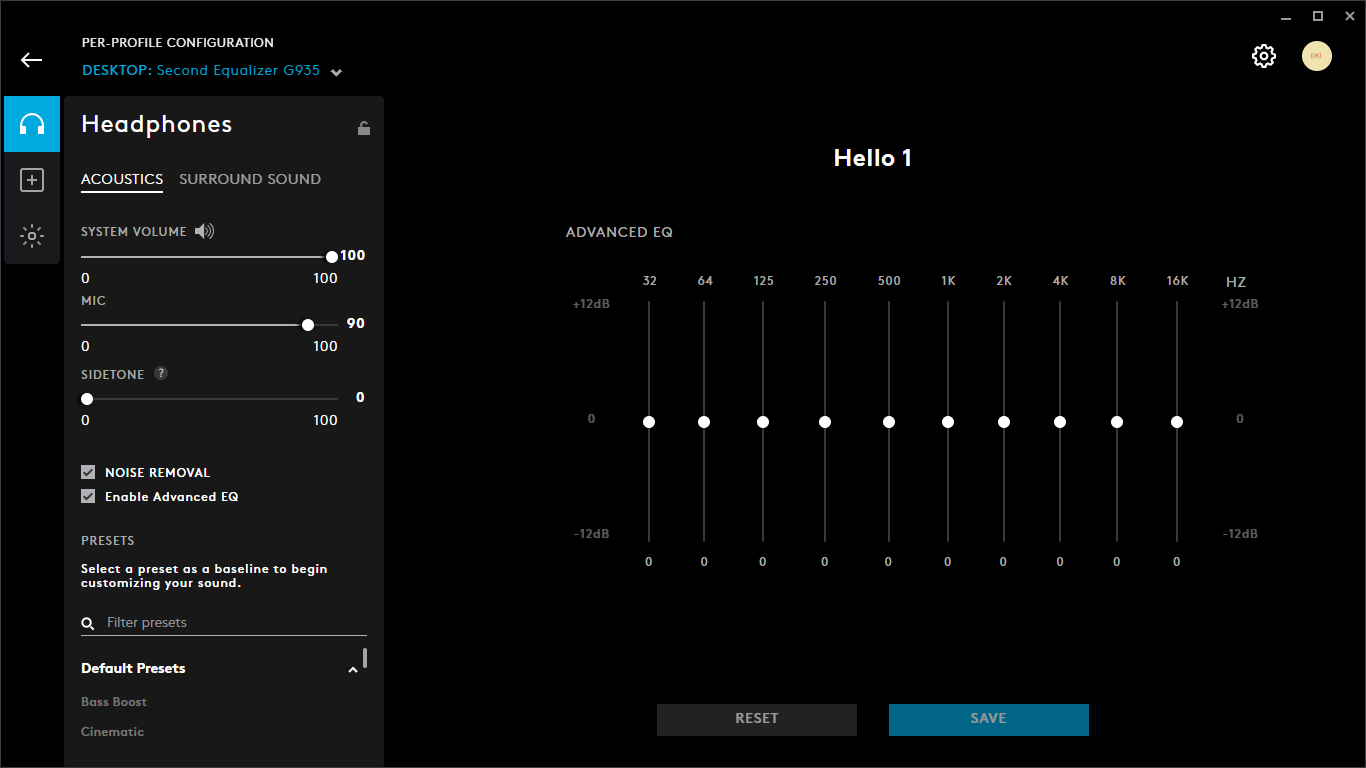 PER-PROFILE CONFIGURATION
DESKTOP: Second Equalizer G935
Headphones
ACOUSTICS SURROUND SOUND
SYSTEM VOLUME
100
0 100
MIC
90
0 100
SIDETONE ?
0
0 100
NOISE REMOVAL
Enable Advanced EQ
PRESETS
Select a preset as a baseline to begin
customizing your sound.
Filter presets
Default Presets
Bass Boost
Cinematic
Hello 1
ADVANCED EQ
32 64 125 250 500 1K 2K 4K 8K 16K HZ
+12dB +12dB
0 0
-12dB -12dB
0 0 0 0 0 0 0 0 0 0
RESET SAVE